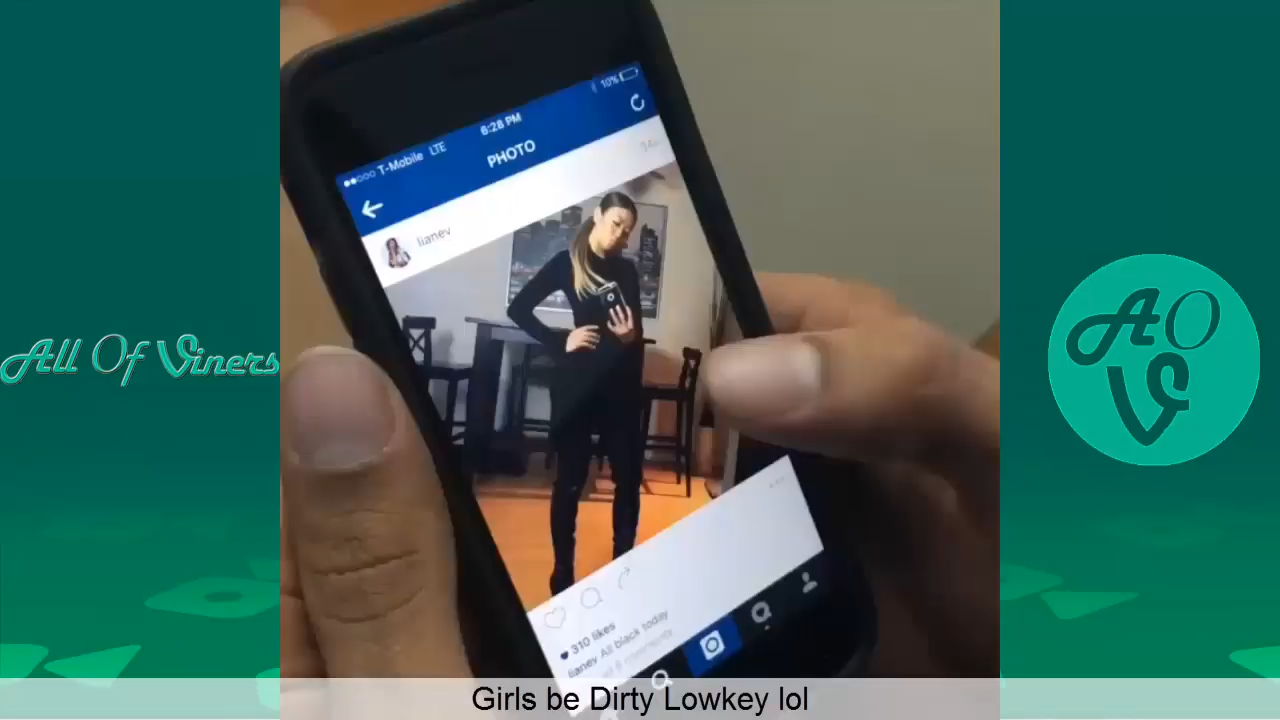 10%
6:28 PM
T-Mobile LTE
PHOTO
lianev
310 likes
lianev All black today
All Of Viners
AO
V
Girls be Dirty Lowkey lol